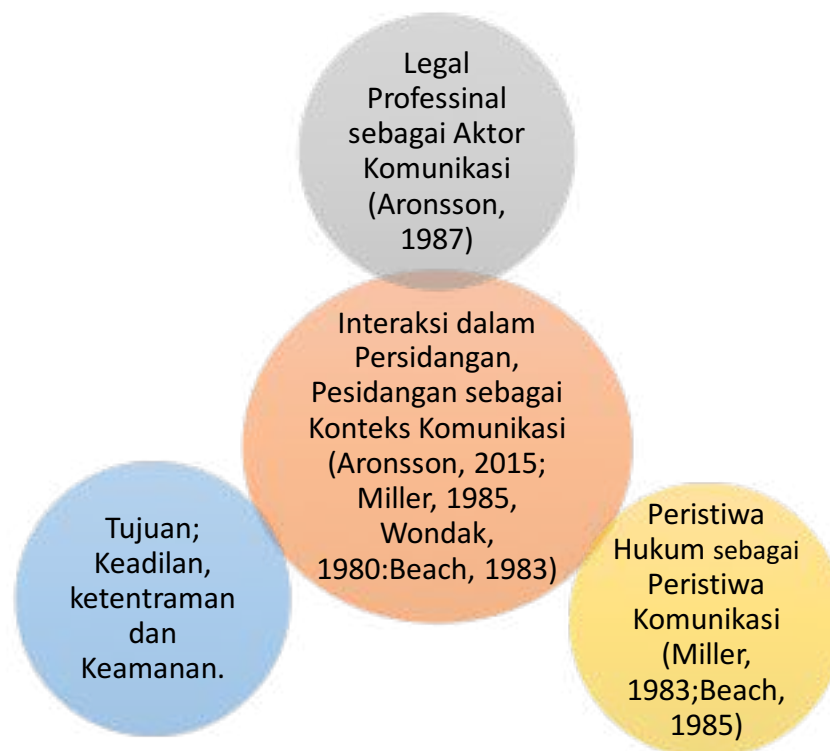 Legal
Professinal
sebagai Aktor
Komunikasi
(Aronsson,
1987)
Interaksi dalam
Persidangan,
Pesidangan sebagai
Konteks Komunikasi
(Aronsson, 2015;
Miller, 1985,
Wondak,
1980:Beach, 1983)
Tujuan;
Keadilan,
ketentraman
dan
Keamanan.
Peristiwa
Hukum sebagai
Peristiwa
Komunikasi
(Miller,
1983;Beach,
1985)